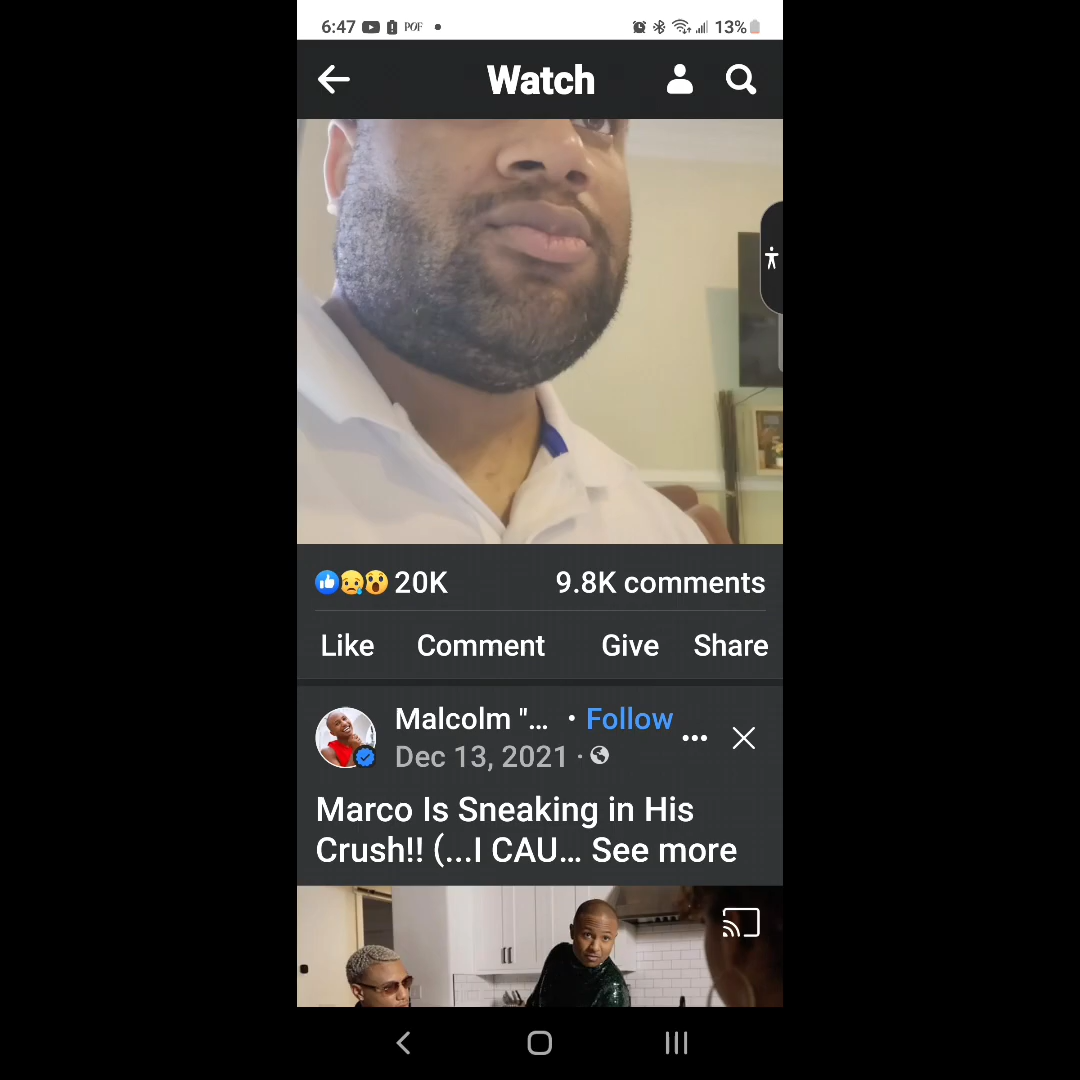 6:47 POF 13%
Watch
20K 9.8K comments
Like Comment Give Share
Malcolm "... · Follow
Dec 13, 2021 ·
Marco Is Sneaking in His
Crush!! (...I CAU... See more